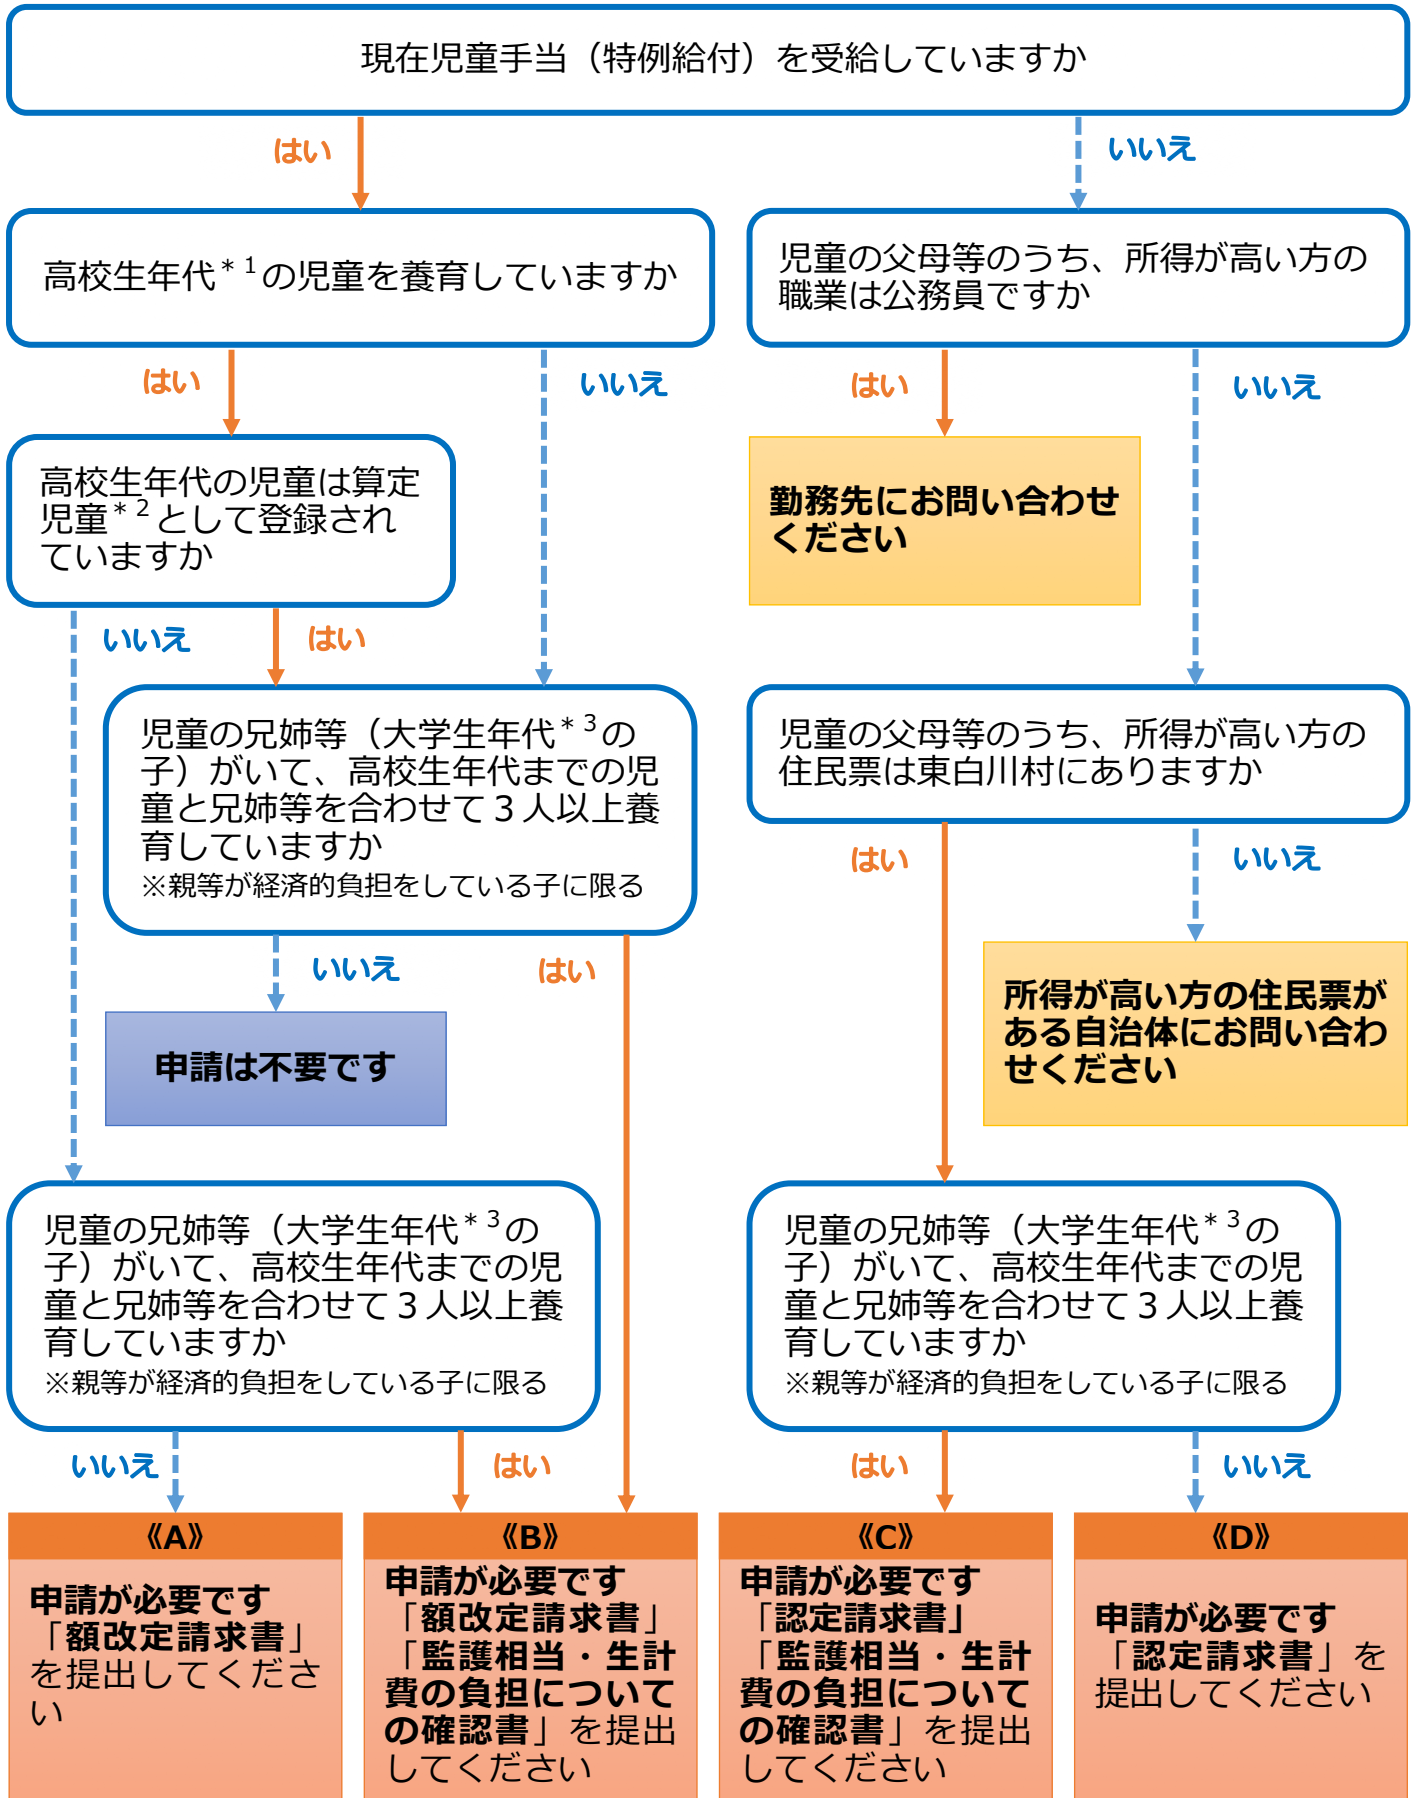 現在児童手当（特例給付）を受給していますか
はい
いいえ
高校生年代＊1の児童を養育していますか
児童の父母等のうち、所得が高い方の
職業は公務員ですか
はい
いいえ
はい
いいえ
高校生年代の児童は算定
児童＊2として登録され
ていますか
勤務先にお問い合わせ
ください
いいえ
はい
児童の兄姉等（大学生年代＊3の
子）がいて、高校生年代までの児
童と兄姉等を合わせて３人以上養
育していますか
※親等が経済的負担をしている子に限る
児童の父母等のうち、所得が高い方の
住民票は東白川村にありますか
はい
いいえ
いいえ
はい
所得が高い方の住民票が
ある自治体にお問い合わ
せください
申請は不要です
児童の兄姉等（大学生年代＊3の
子）がいて、高校生年代までの児
童と兄姉等を合わせて３人以上養
育していますか
※親等が経済的負担をしている子に限る
児童の兄姉等（大学生年代＊3の
子）がいて、高校生年代までの児
童と兄姉等を合わせて３人以上養
育していますか
※親等が経済的負担をしている子に限る
いいえ
はい
はい
いいえ
《A》
申請が必要です
「額改定請求書」
を提出してくださ
い
《B》
申請が必要です
「額改定請求書」
「監護相当・生計
費の負担について
の確認書」を提出
してください
《C》
申請が必要です
「認定請求書」
「監護相当・生計
費の負担について
の確認書」を提出
してください
《D》
申請が必要です
「認定請求書」を
提出してください